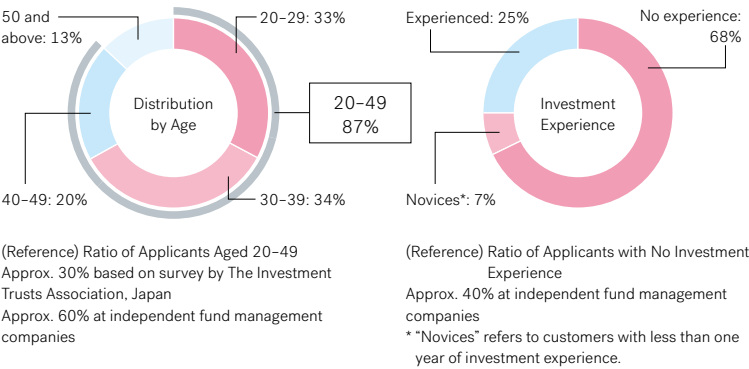 50 and
above: 13%
20–29: 33%
Distribution
by Age
20–49
87%
40–49: 20%
30–39: 34%
(Reference) Ratio of Applicants Aged 20–49
Approx. 30% based on survey by The Investment
Trusts Association, Japan
Approx. 60% at independent fund management
companies
Experienced: 25%
No experience:
68%
Investment
Experience
Novices*: 7%
(Reference) Ratio of Applicants with No Investment
Experience
Approx. 40% at independent fund management
companies
* “Novices” refers to customers with less than one
year of investment experience.